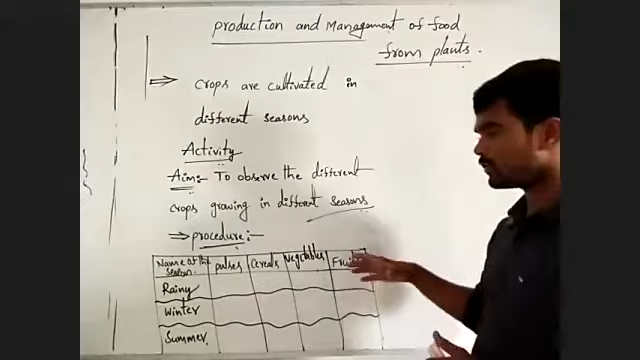 production and Management of food
from plants.
⇒ crops are cultivated in
different seasons
Activity
Aim:- To observe the different
crops growing in different seasons
⇒ procedure:-
Name of the season pulses cereals vegetables
Rainy
Winter
Summer